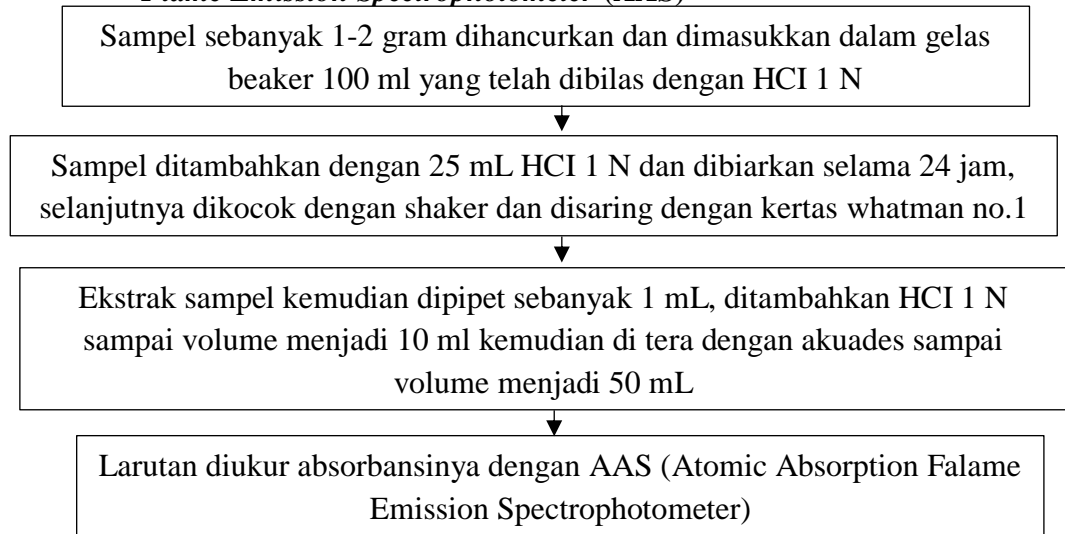 Flame Emission Spectrophotometer (AAS)
Sampel sebanyak 1-2 gram dihancurkan dan dimasukkan dalam gelas
beaker 100 ml yang telah dibilas dengan HCI 1 N
Sampel ditambahkan dengan 25 mL HCI 1 N dan dibiarkan selama 24 jam,
selanjutnya dikocok dengan shaker dan disaring dengan kertas whatman no.1
Ekstrak sampel kemudian dipipet sebanyak 1 mL, ditambahkan HCI 1 N
sampai volume menjadi 10 ml kemudian di tera dengan akuades sampai
volume menjadi 50 mL
Larutan diukur absorbansinya dengan AAS (Atomic Absorption Falame
Emission Spectrophotometer)